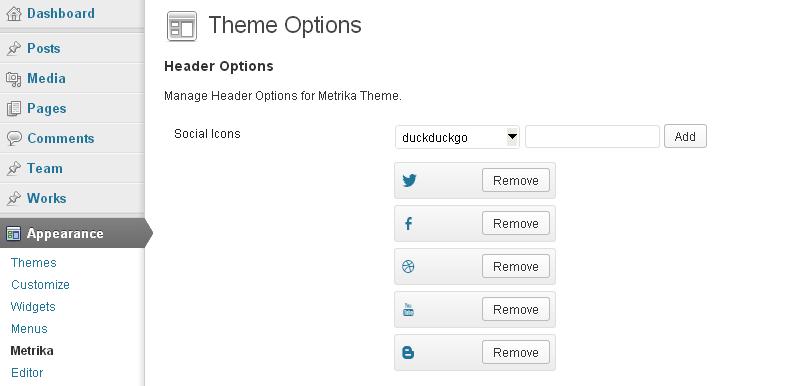 Dashboard
Posts
Media
Pages
Comments
Team
Works
Appearance
Themes
Customize
Widgets
Menus
Metrika
Editor
Theme Options
Header Options
Manage Header Options for Metrika Theme.
Social Icons duckduckgo Add
Remove
Remove
Remove
You Tube Remove
Remove